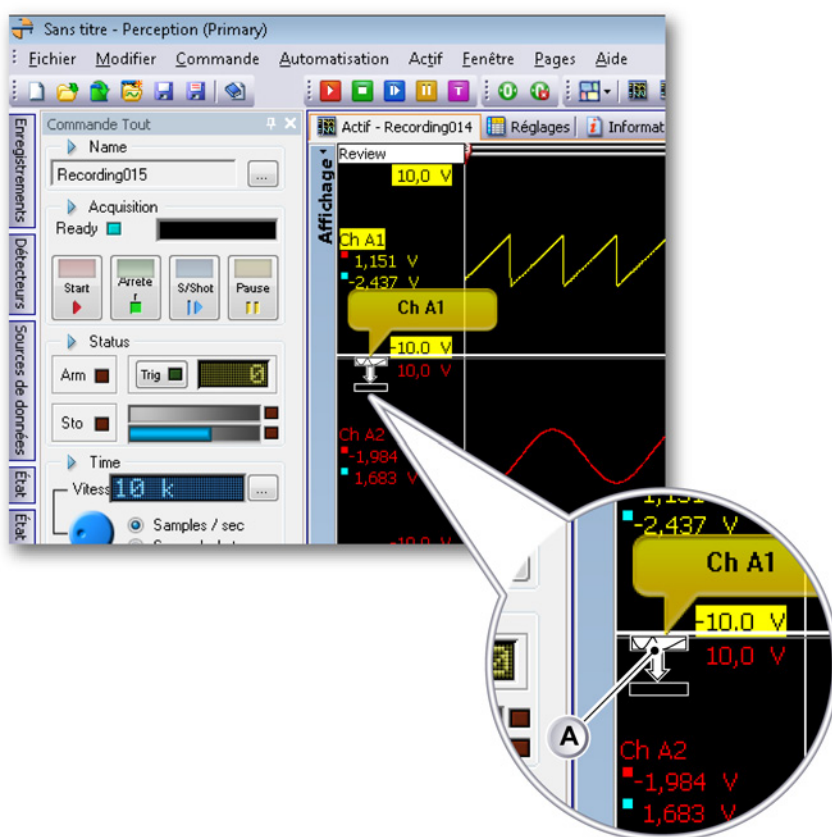 Sans titre - Perception (Primary)
Fichier Modifier Commande Automatisation Actif Fenêtre Pages Aide
Enregistrements
Détecteurs
Sources de données
État
État
Commande Tout
Name
Recording015
...
Acquisition
Ready
Start
Arrete
r
S/Shot
Pause
Status
Arm
Trig
0
Sto
Time
Vitess
10 k
...
Samples / sec
Actif - Recording014
Réglages
Informat
Affichage
Review
10,0 V
Ch A1
1,151 V
-2,437 V
Ch A1
-10.0 V
10,0 V
Ch A2
-1,984
1,683 V
-10.0 V
1,151
-2,437 V
Ch A1
-10.0 V
10,0 V
A
Ch A2
-1,984 V
1,683 V